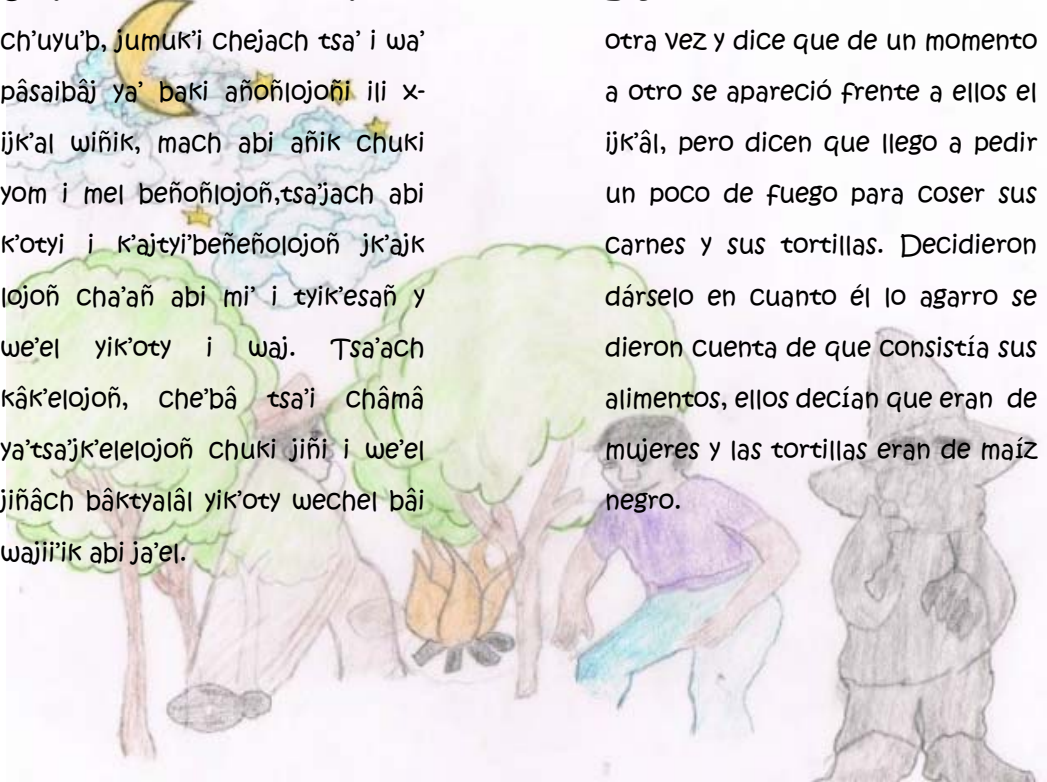 ch'uyu'b, jumuk'i chejach tsa' i wa'
pâsaibâj ya' baki añoñlojoñi ili x-
ijk'al wiñik, mach abi añik chuki
yom i mel beñoñlojoñ,tsa'jach abi
k'otyi i k'ajtyi'beñeñolojoñ jk'ajk
lojoñ cha'añ abi mi' i tyik'esañ y
we'el yik'oty i waj. Tsa'ach
kâk'elojoñ, che'bâ tsa'i châmâ
ya'tsa'jk'elelojoñ chuki jiñi i we'el
jiñâch bâktyalâl yik'oty wechel bâi
wajii'ik abi ja'el.
otra vez y dice que de un momento
a otro se apareció frente a ellos el
ijk'âl, pero dicen que llego a pedir
un poco de fuego para coser sus
carnes y sus tortillas. Decidieron
dárselo en cuanto él lo agarro se
dieron cuenta de que consistía sus
alimentos, ellos decían que eran de
mujeres y las tortillas eran de maíz
negro.